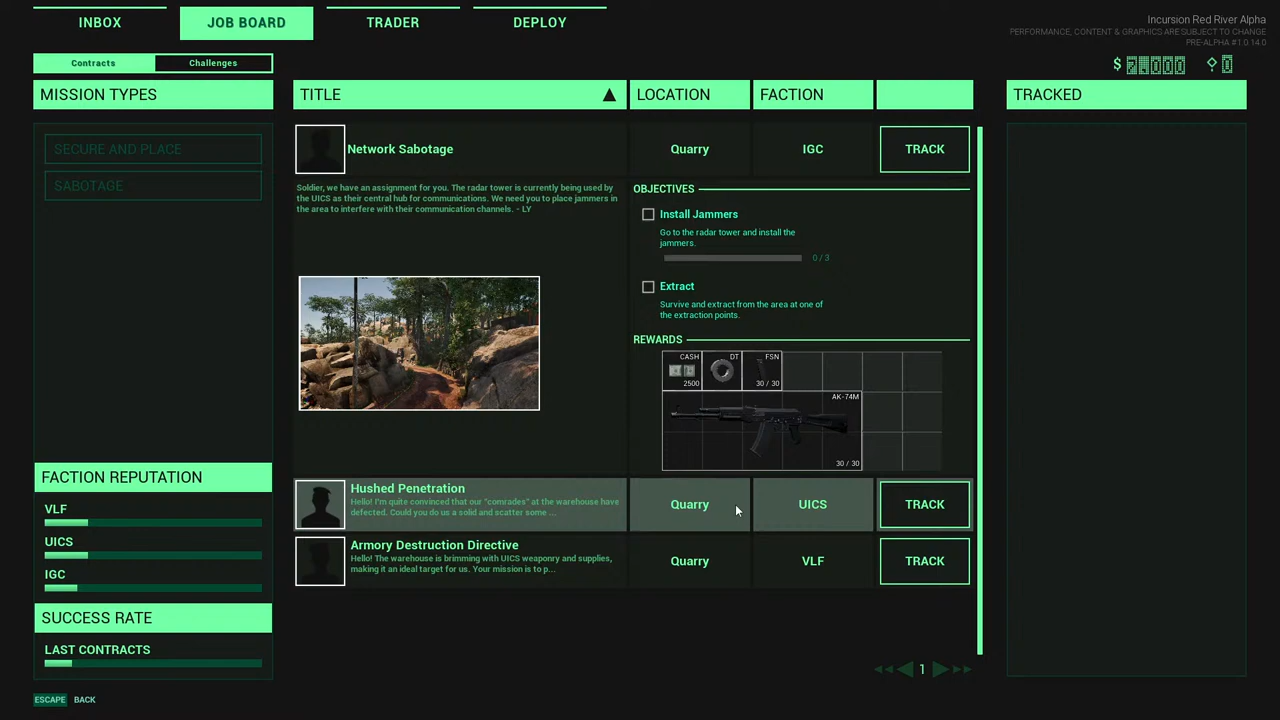 INBOX
JOB BOARD
TRADER
DEPLOY
Incursion Red River Alpha
PERFORMANCE, CONTENT & GRAPHICS ARE SUBJECT TO CHANGE
PRE-ALPHA #1.0.14.0
Contracts
Challenges
$
MISSION TYPES
TITLE
LOCATION
FACTION
TRACKED
SECURE AND PLACE
SABOTAGE
Network Sabotage
Quarry
IGC
TRACK
Soldier, we have an assignment for you. The radar tower is currently being used by
the UICS as their central hub for communications. We need you to place jammers in
the area to interfere with their communication channels. - LY
OBJECTIVES
Install Jammers
Go to the radar tower and install the
jammers.
0 / 3
Extract
Survive and extract from the area at one of
the extraction points.
REWARDS
CASH
2500
DT
FSN
30 / 30
AK-74M
30 / 30
Hushed Penetration
Hello! I'm quite convinced that our "comrades" at the warehouse have
defected. Could you do us a solid and scatter some ...
Quarry
UICS
TRACK
Armory Destruction Directive
Hello! The warehouse is brimming with UICS weaponry and supplies,
making it an ideal target for us. Your mission is to p...
Quarry
VLF
TRACK
FACTION REPUTATION
VLF
UICS
IGC
SUCCESS RATE
LAST CONTRACTS
1
ESCAPE
BACK